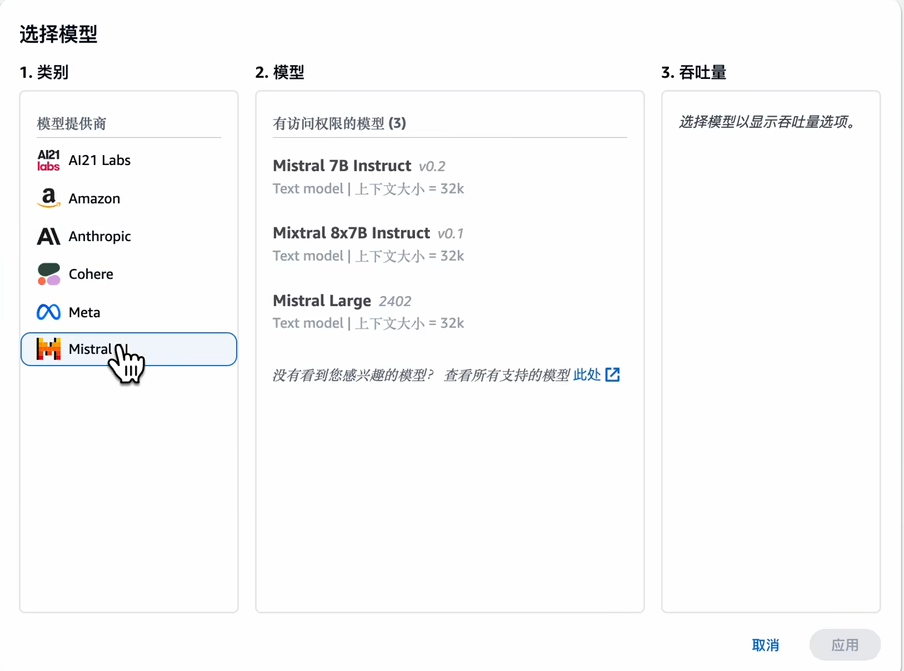 选择模型
1. 类别
模型提供商
AI21 labs AI21 Labs
a Amazon
A\ Anthropic
Cohere
Meta
Mistral
2. 模型
有访问权限的模型 (3)
Mistral 7B Instruct v0.2
Text model | 上下文大小 = 32k
Mixtral 8x7B Instruct v0.1
Text model | 上下文大小 = 32k
Mistral Large 2402
Text model | 上下文大小 = 32k
没有看到您感兴趣的模型? 查看所有支持的模型 此处
3. 吞吐量
选择模型以显示吞吐量选项。
取消 应用